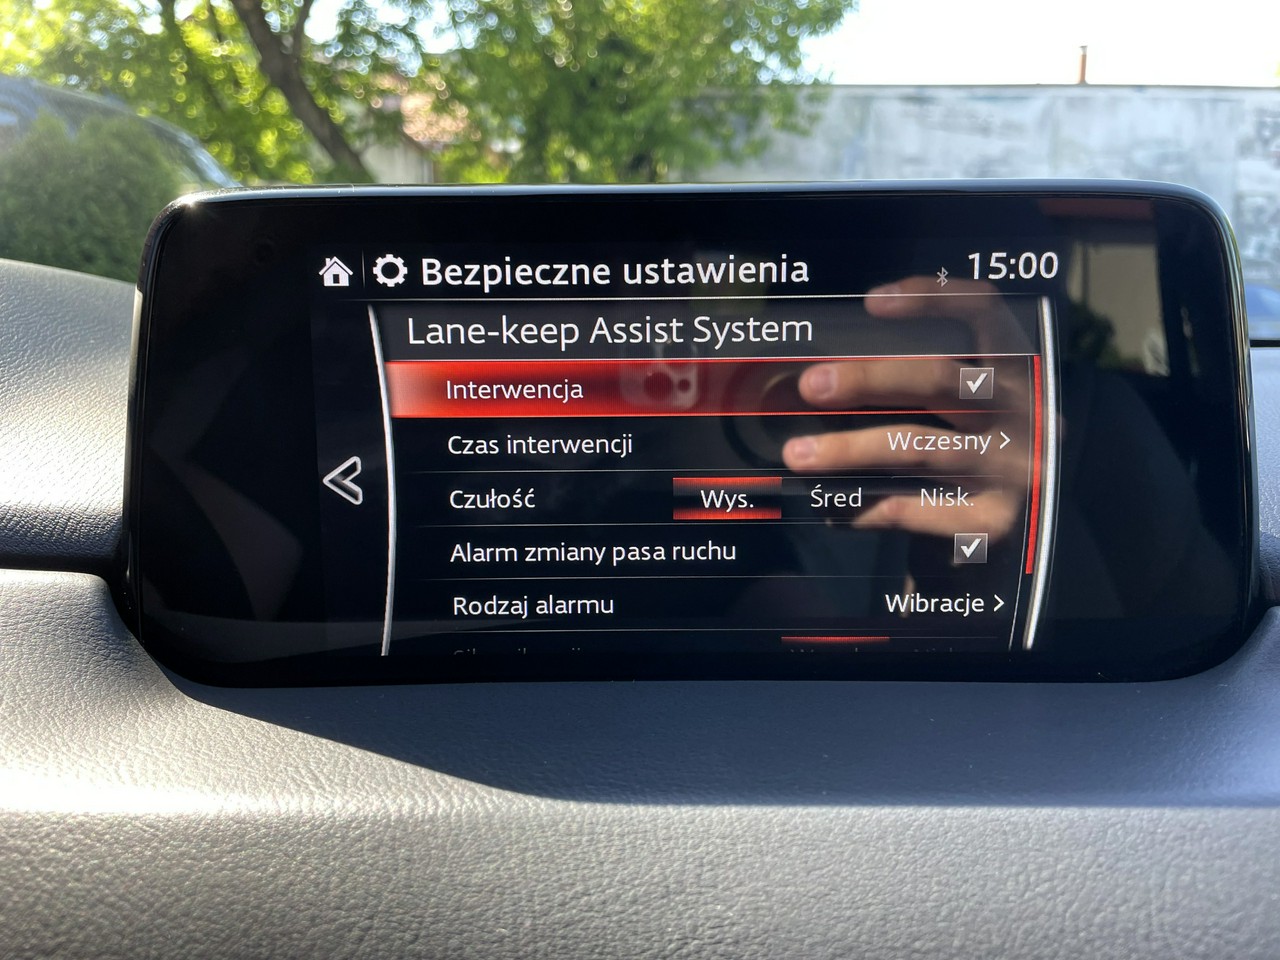 Bezpieczne ustawienia 15:00
Lane-keep Assist System
Interwencja
Czas interwencji Wczesny
Czułość Wys. Śred Nisk.
Alarm zmiany pasa ruchu
Rodzaj alarmu Wibracje